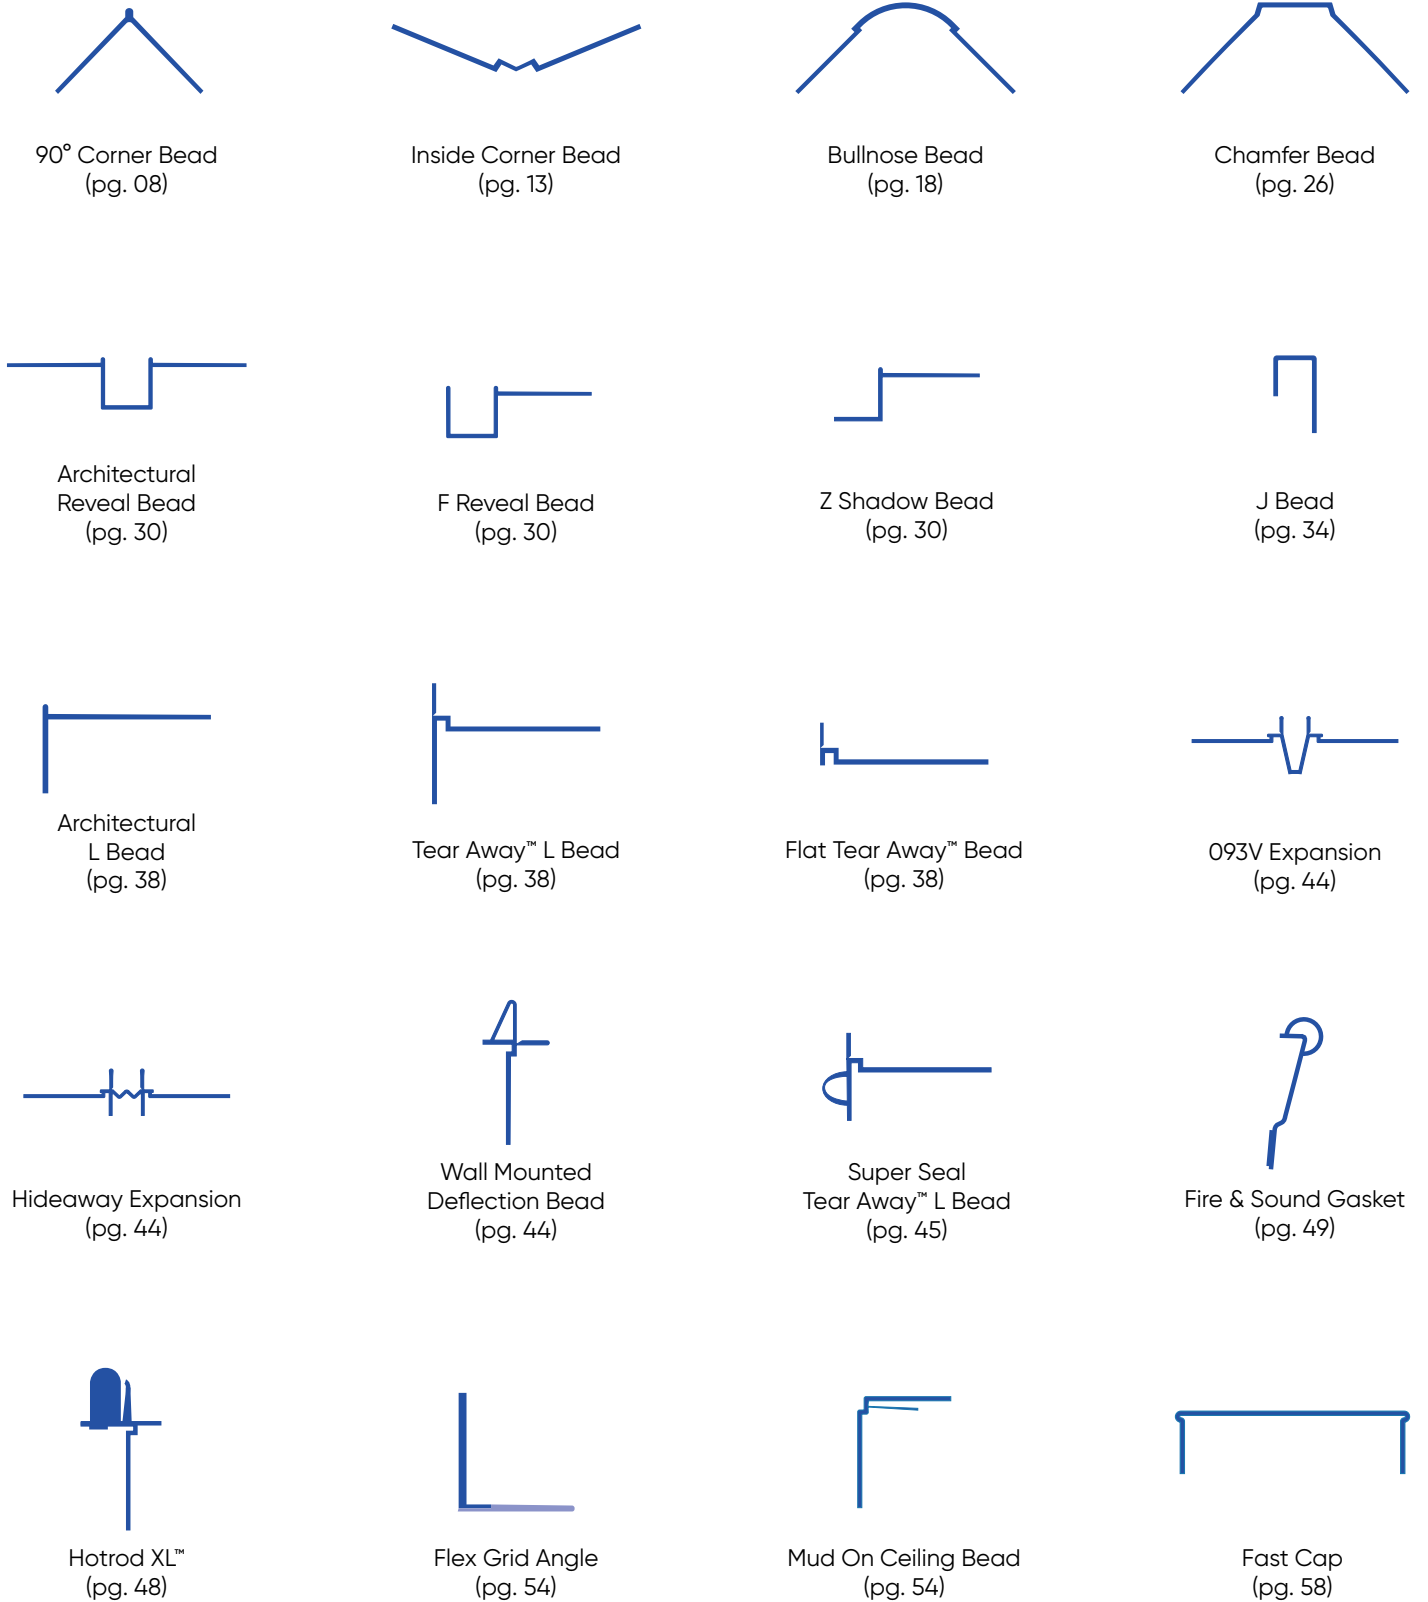 90° Corner Bead
(pg. 08)
Inside Corner Bead
(pg. 13)
Bullnose Bead
(pg. 18)
Chamfer Bead
(pg. 26)
Architectural
Reveal Bead
(pg. 30)
F Reveal Bead
(pg. 30)
Z Shadow Bead
(pg. 30)
J Bead
(pg. 34)
Architectural
L Bead
(pg. 38)
Tear Away™ L Bead
(pg. 38)
Flat Tear Away™ Bead
(pg. 38)
093V Expansion
(pg. 44)
Hideaway Expansion
(pg. 44)
Wall Mounted
Deflection Bead
(pg. 44)
Super Seal
Tear Away™ L Bead
(pg. 45)
Fire & Sound Gasket
(pg. 49)
Hotrod XL™
(pg. 48)
Flex Grid Angle
(pg. 54)
Mud On Ceiling Bead
(pg. 54)
Fast Cap
(pg. 58)